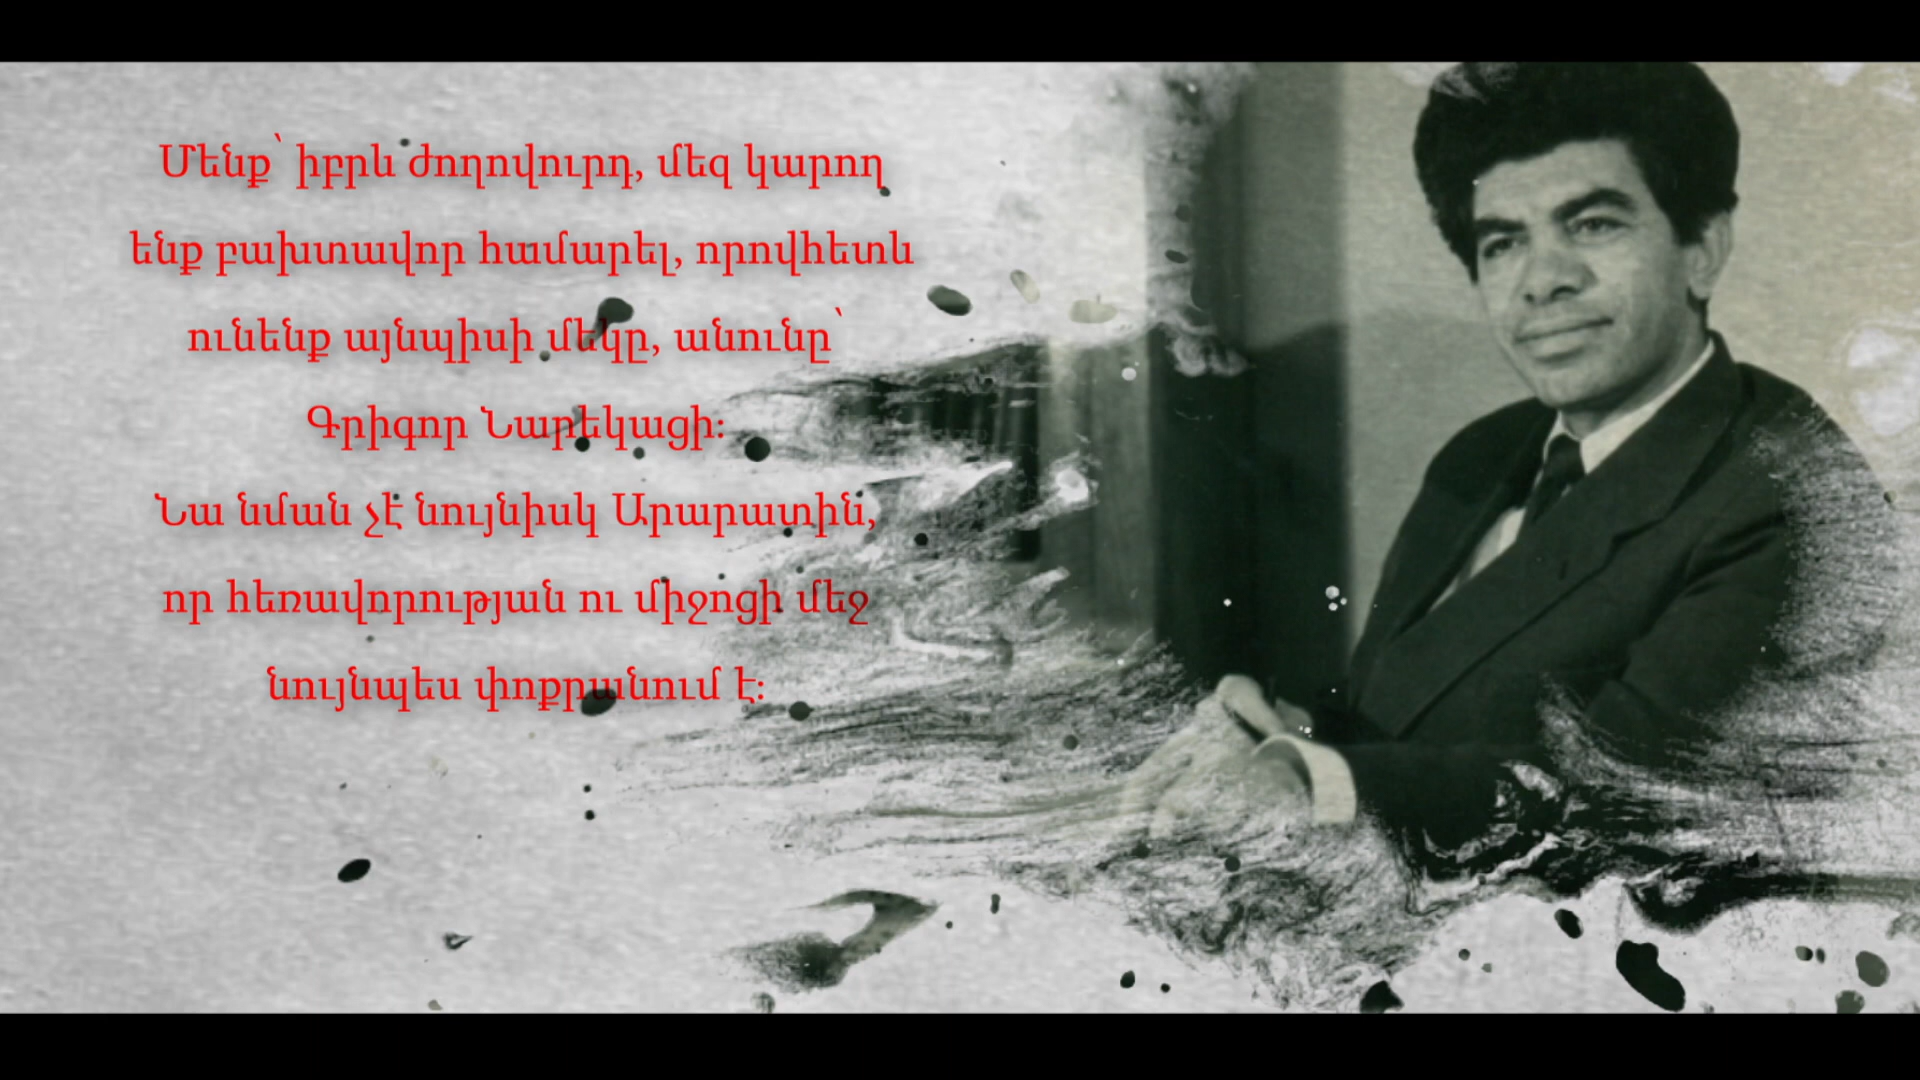 Մենք՝ իբրև ժողովուրդ, մեզ կարող
ենք բախտավոր համարել, որովհետև
ունենք այնպիսի մեկը, անունը՝
Գրիգոր Նարեկացի։
Նա նման չէ նույնիսկ Արարատին,
որ հեռավորության ու միջոցի մեջ
նույնպես փոքրանում է։